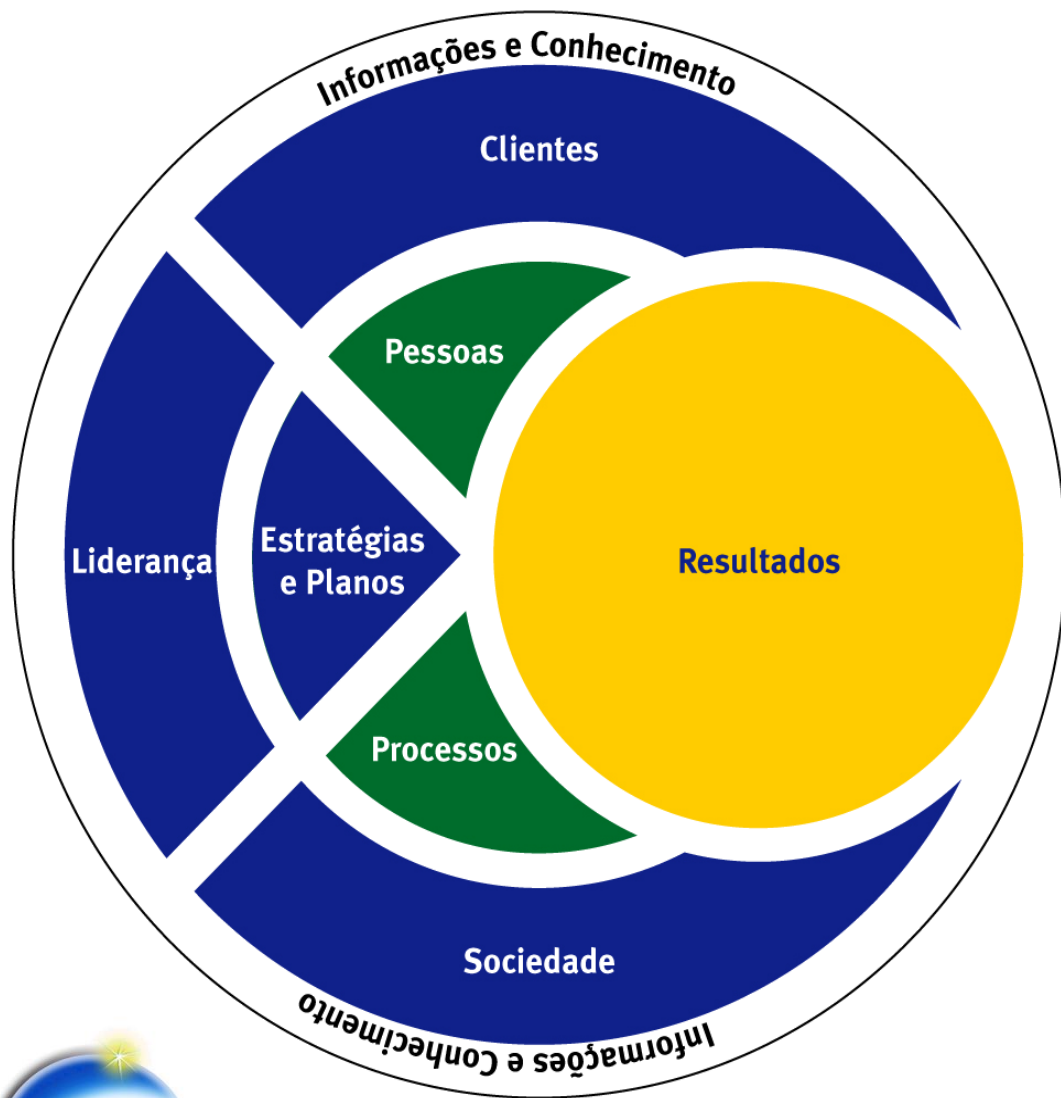 Informações e Conhecimento
Clientes
Pessoas
Liderança
Estratégias
e Planos
Resultados
Processos
Sociedade
Informações e Conhecimento